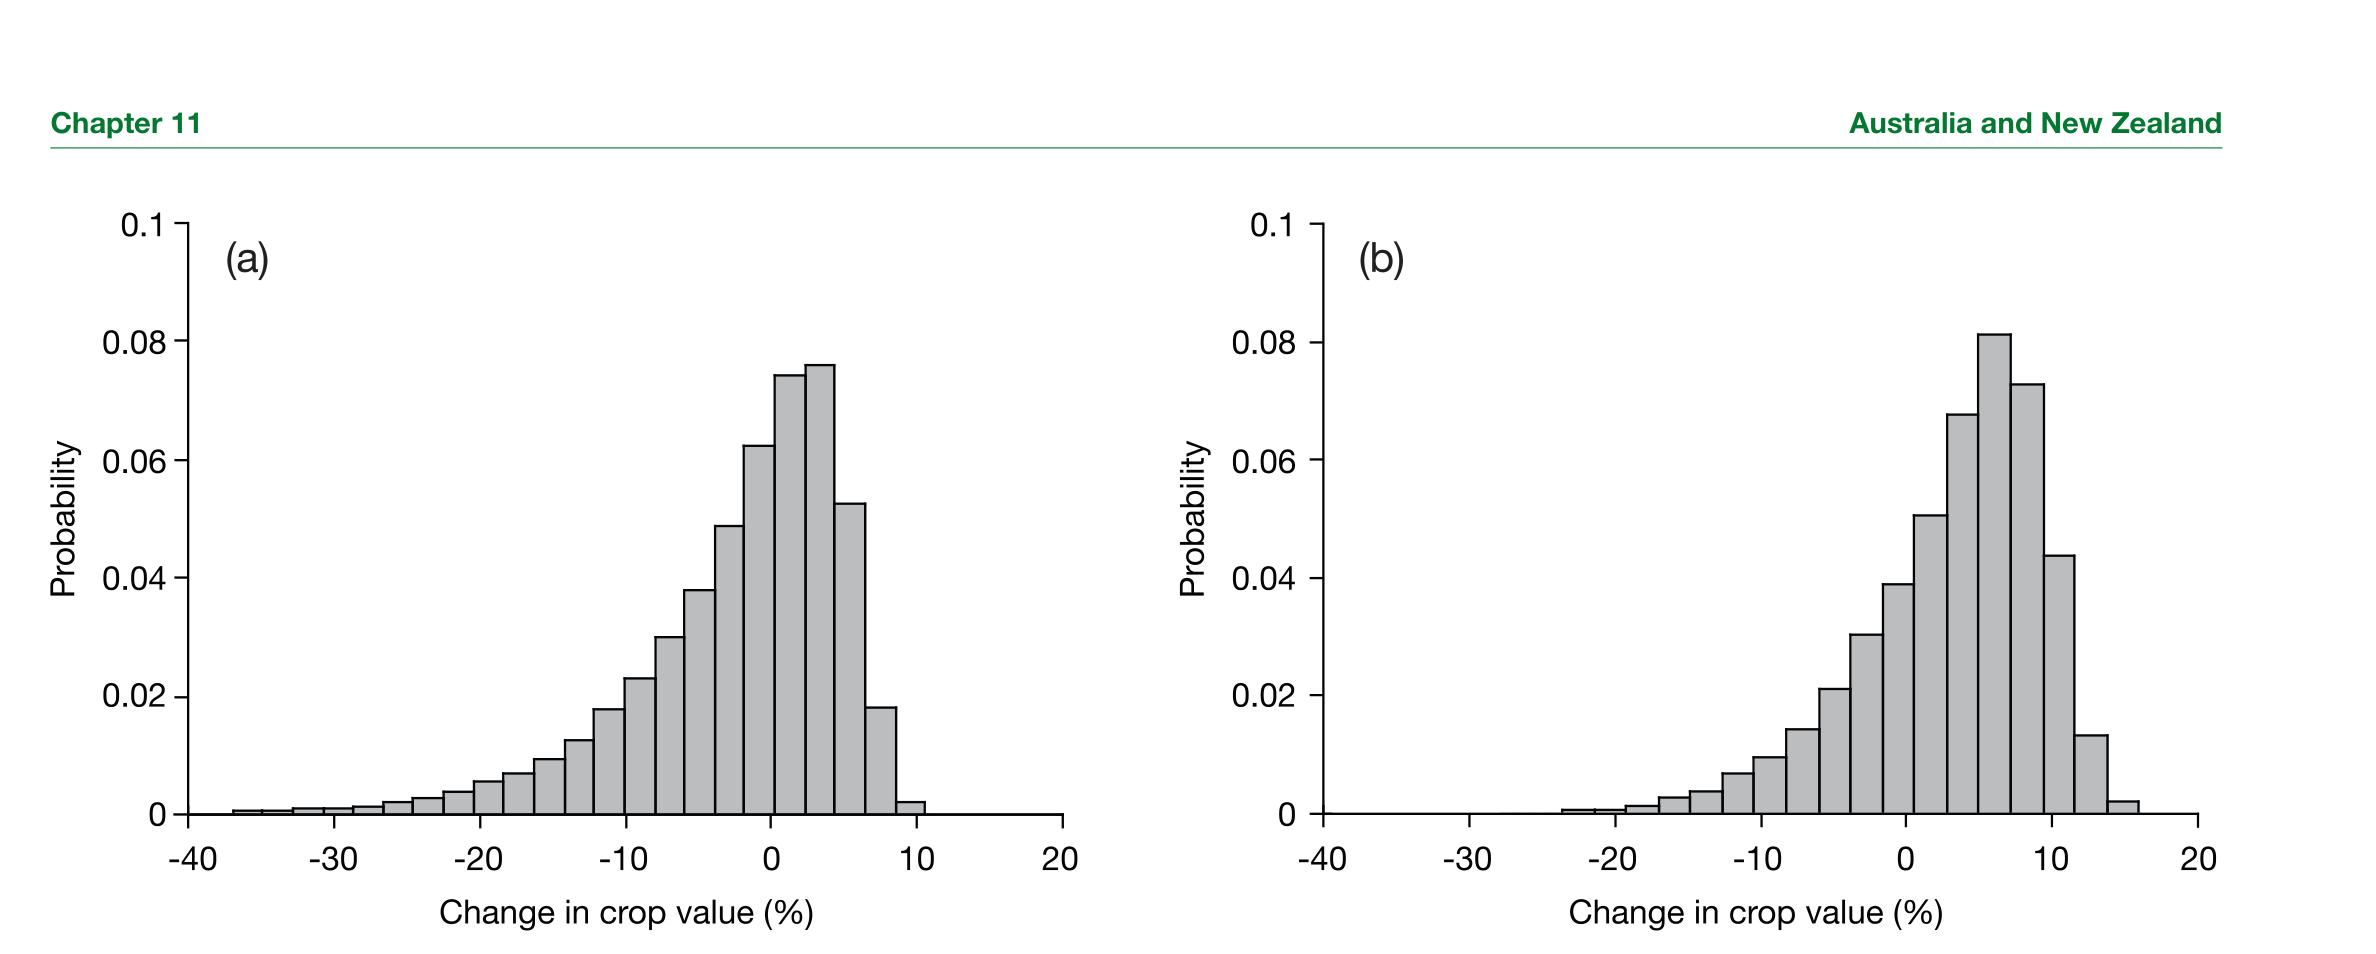 Chapter 11
Australia and New Zealand
(a)
0.1
0.08
0.06
0.04
0.02
0
Probability
-40 -30 -20 -10 0 10 20
Change in crop value (%)
(b)
0.1
0.08
0.06
0.04
0.02
0
Probability
-40 -30 -20 -10 0 10 20
Change in crop value (%)